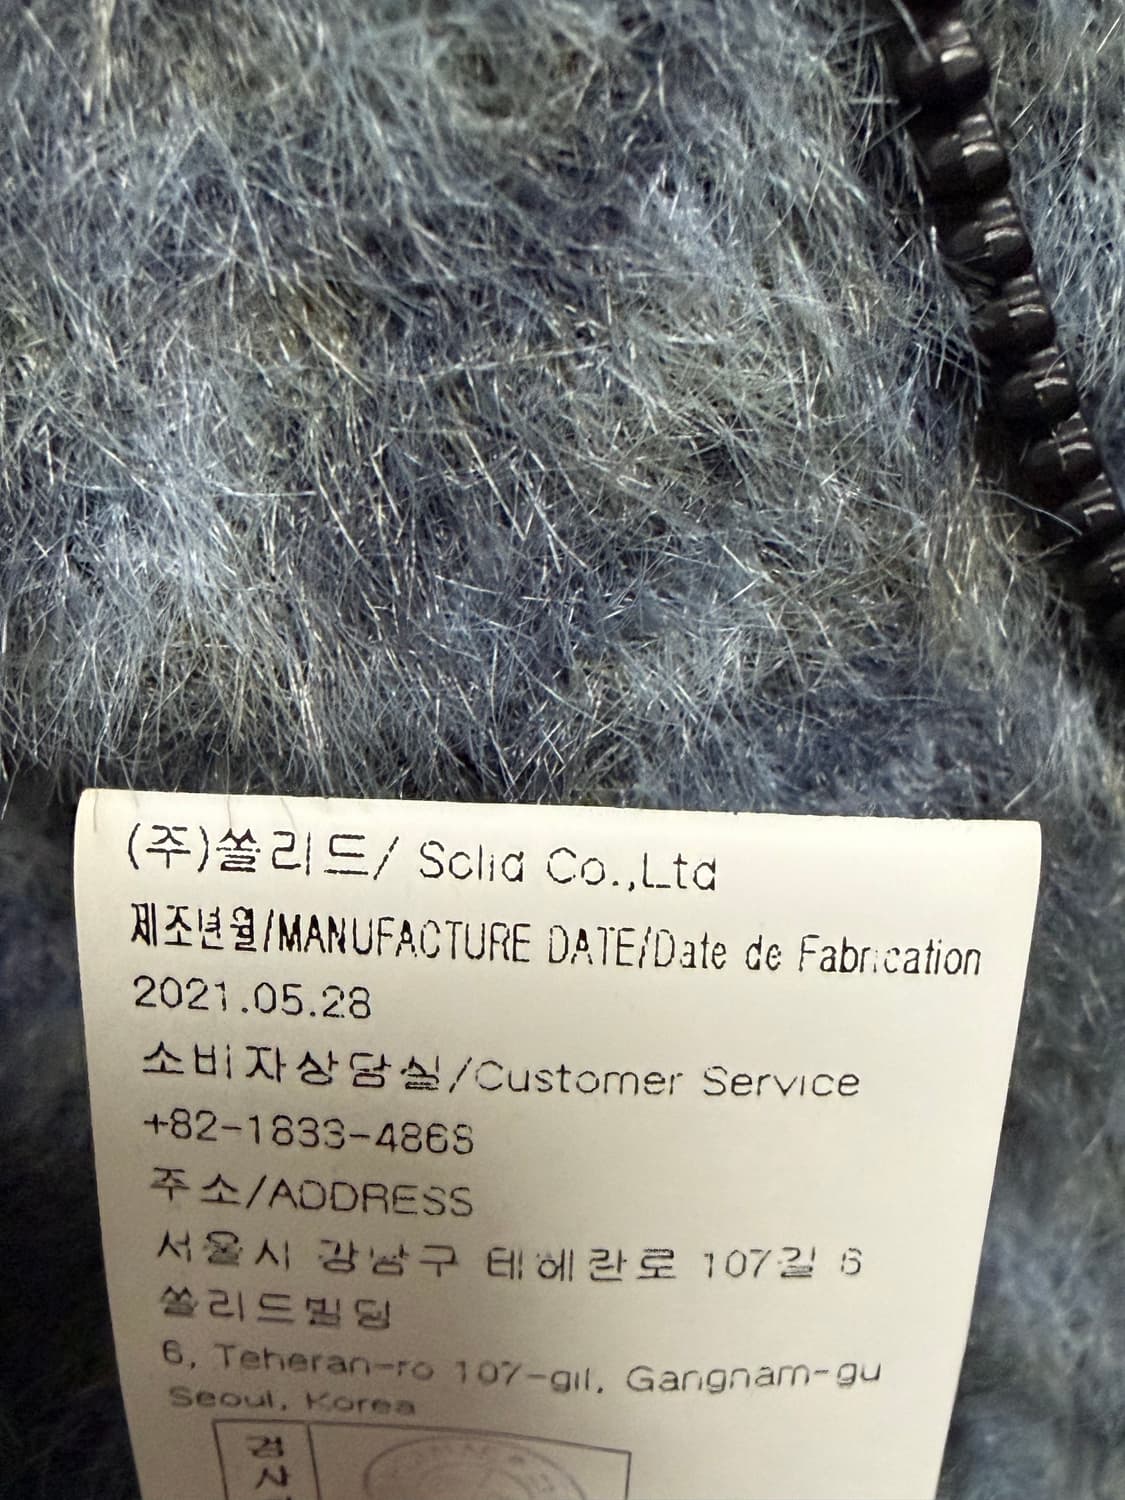 (주)쏠리드/ Solid Co.,Ltd
제조년월/MANUFACTURE DATE/Date de Fabrication
2021.05.28
소비자상담실/Customer Service
+82-1833-4868
주소/ADDRESS
서울시 강남구 테헤란로 107길 6
쏠리드빌딩
6, Teheran-ro 107-gil, Gangnam-gu
Seoul, Korea
검
사